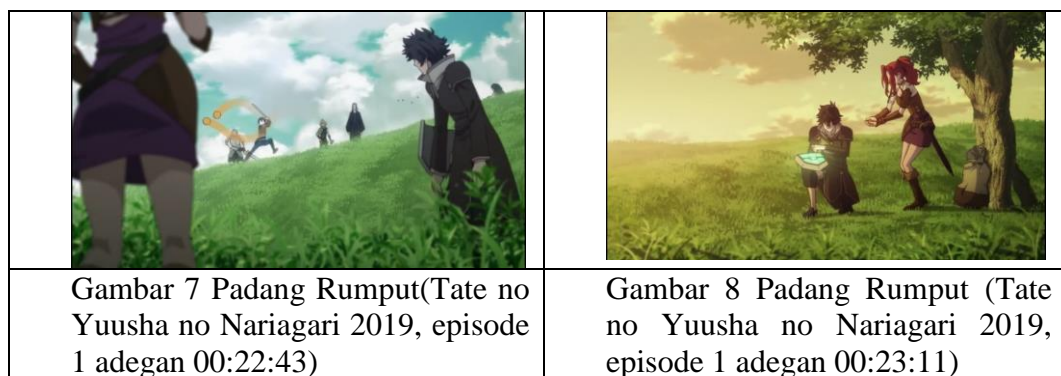 Gambar 7 Padang Rumput(Tate no
Yuusha no Nariagari 2019, episode
1 adegan 00:22:43)
Gambar 8 Padang Rumput (Tate
no Yuusha no Nariagari 2019,
episode 1 adegan 00:23:11)